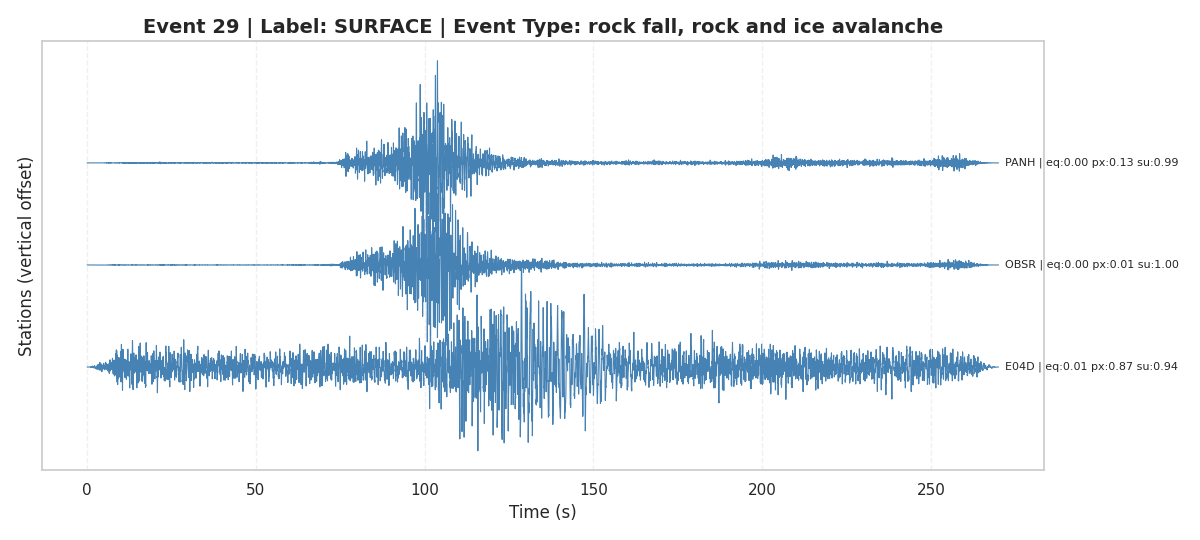 Event 29 | Label: SURFACE | Event Type: rock fall, rock and ice avalanche
Stations (vertical offset)
PANH | eq:0.00 px:0.13 su:0.99
OBSR | eq:0.00 px:0.01 su:1.00
E04D | eq:0.01 px:0.87 su:0.94
0 50 100 150 200 250
Time (s)